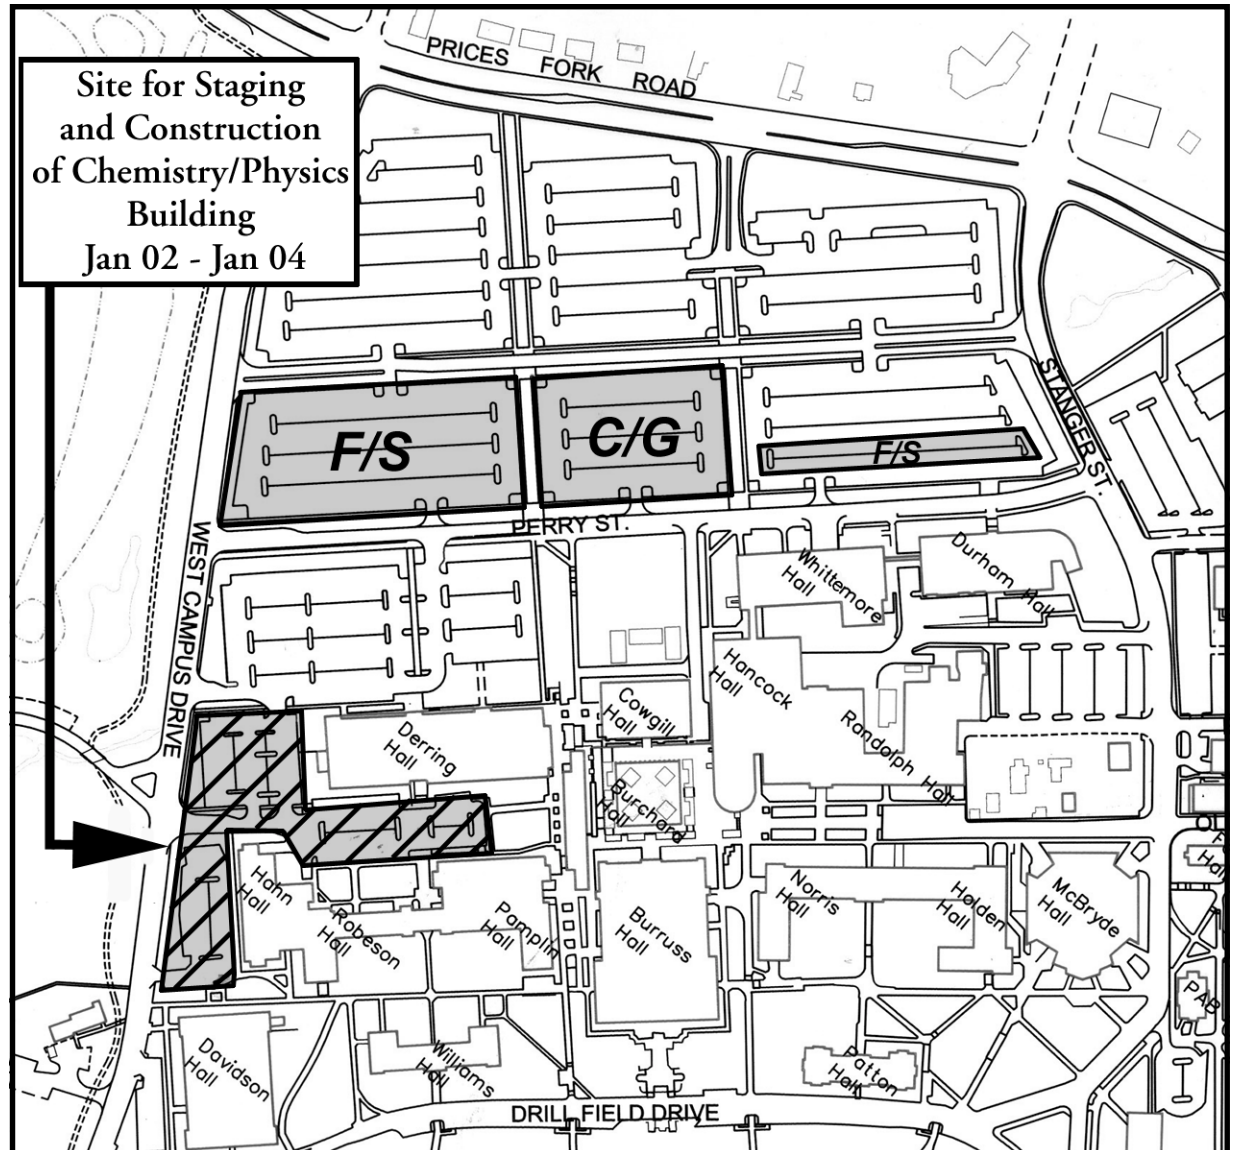 PRICES FORK ROAD
Site for Staging
and Construction
of Chemistry/Physics
Building
Jan 02 - Jan 04
STANGER ST.
F/S
C/G
F/S
PERRY ST.
WEST CAMPUS DRIVE
Whittemore
Hall
Durham Hall
Hancock
Hall
Cowgill
Hall
Derring
Hall
Randolph Hall
Burchard
Hall
Hahn
Hall
Robeson
Hall
Pamplin
Hall
Burruss
Hall
Norris
Hall
Holden
Hall
McBryde
Hall
PAB
Davidson
Hall
Williams
Hall
Patton
Hall
DRILL FIELD DRIVE